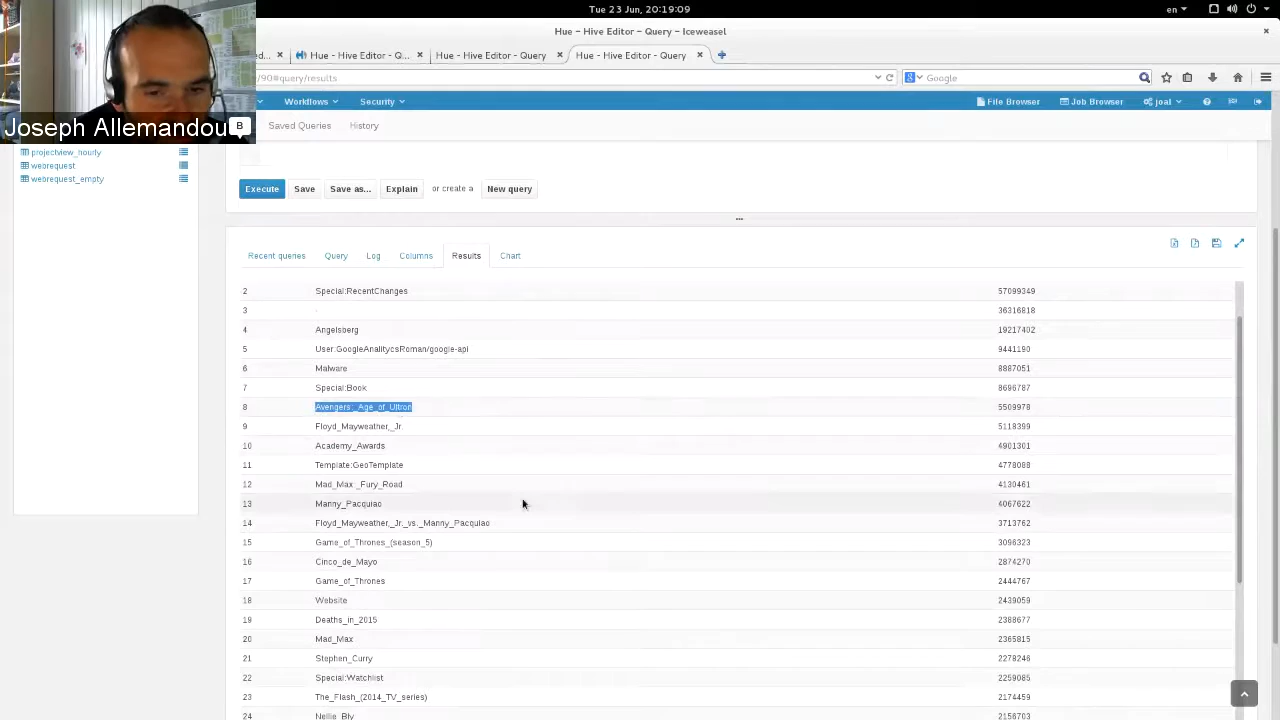 Tue 23 Jun, 20:19:09
en
Hue - Hive Editor - Query - Iceweasel
Hue - Hive Editor - Q...
Hue - Hive Editor - Query
Hue - Hive Editor - Query
/90#query/results
Google
Workflows
Security
File Browser
Job Browser
joal
Joseph Allemandou
B
Saved Queries
History
projectview_hourly
webrequest
webrequest_empty
Execute
Save
Save as...
Explain
or create a
New query
Recent queries
Query
Log
Columns
Results
Chart
2 Special:RecentChanges 57099349
3 . 36316818
4 Angelsberg 19217402
5 User:GoogleAnalitycsRoman/google-api 9441190
6 Malware 8887051
7 Special:Book 8696787
8 Avengers:_Age_of_Ultron 5509978
9 Floyd_Mayweather,_Jr. 5118399
10 Academy_Awards 4901301
11 Template:GeoTemplate 4778088
12 Mad_Max:_Fury_Road 4130461
13 Manny_Pacquiao 4067622
14 Floyd_Mayweather,_Jr._vs._Manny_Pacquiao 3713762
15 Game_of_Thrones_(season_5) 3096323
16 Cinco_de_Mayo 2874270
17 Game_of_Thrones 2444767
18 Website 2439059
19 Deaths_in_2015 2388677
20 Mad_Max 2365815
21 Stephen_Curry 2278246
22 Special:Watchlist 2259085
23 The_Flash_(2014_TV_series) 2174459
24 Nellie_Bly 2156703